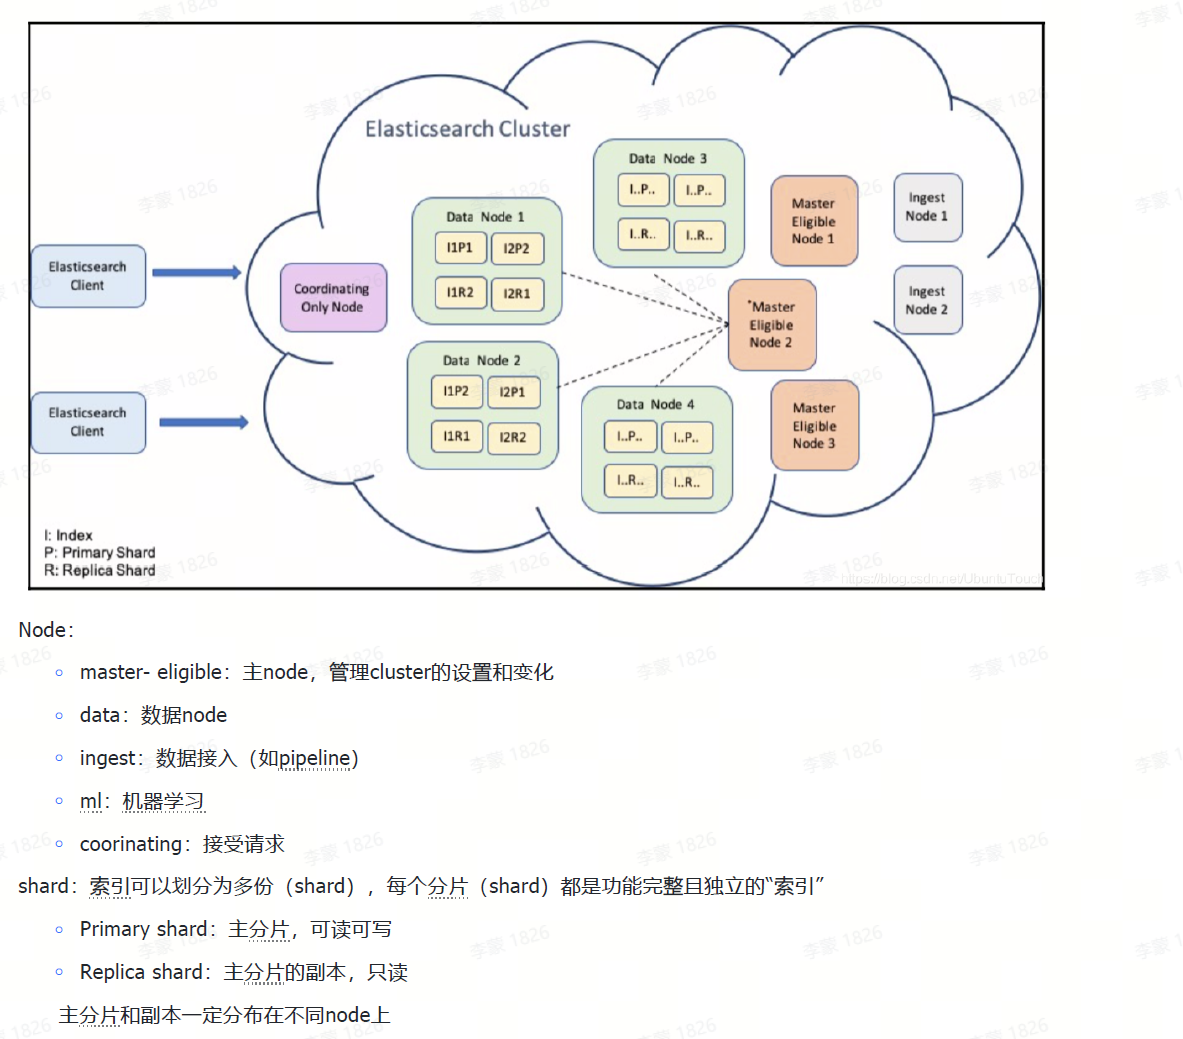 Elasticsearch Cluster
Elasticsearch
Client
Elasticsearch
Client
Coordinating
Only Node
Data Node 1
I1P1 I2P2
I1R2 I2R1
Data Node 2
I1P2 I2P1
I1R1 I2R2
Data Node 3
I..P.. I..P..
I..R.. I..R..
Data Node 4
I..P.. I..P..
I..R.. I..R..
Master
Eligible
Node 1
*Master
Eligible
Node 2
Master
Eligible
Node 3
Ingest
Node 1
Ingest
Node 2
I: Index
P: Primary Shard
R: Replica Shard
https://blog.csdn.net/UbuntuTouch
Node：
master- eligible：主node，管理cluster的设置和变化
data：数据node
ingest：数据接入（如pipeline）
ml：机器学习
coorinating：接受请求
shard：索引可以划分为多份（shard），每个分片（shard）都是功能完整且独立的“索引”
Primary shard：主分片，可读可写
Replica shard：主分片的副本，只读
主分片和副本一定分布在不同node上
李蒙 1826